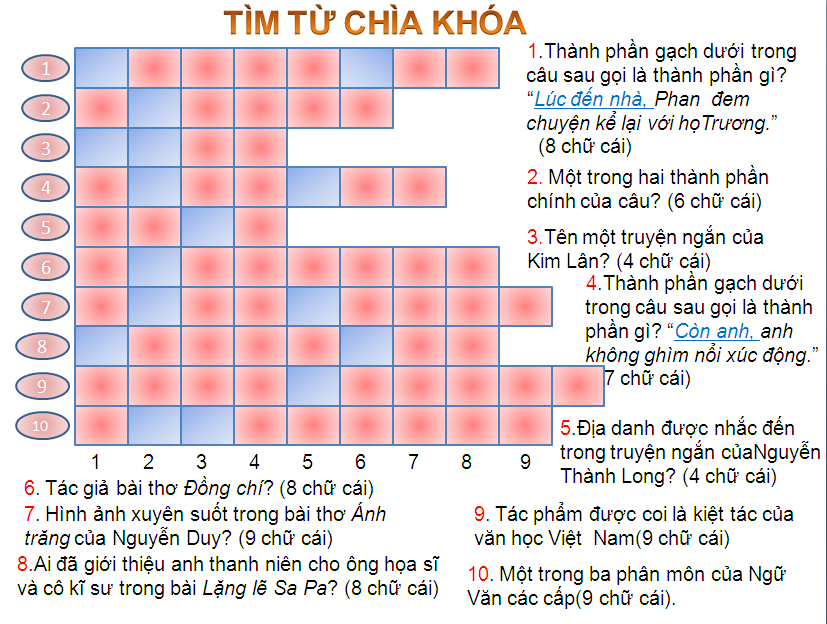 TÌM TỪ CHÌA KHÓA
1
2
3
4
5
6
7
8
9
10
1 2 3 4 5 6 7 8 9
1.Thành phần gạch dưới trong
câu sau gọi là thành phần gì?
“Lúc đến nhà, Phan đem
chuyện kể lại với họTrương.”
(8 chữ cái)
2. Một trong hai thành phần
chính của câu? (6 chữ cái)
3.Tên một truyện ngắn của
Kim Lân? (4 chữ cái)
4.Thành phần gạch dưới
trong câu sau gọi là thành
phần gì? “Còn anh, anh
không ghìm nổi xúc động.”
7 chữ cái)
5.Địa danh được nhắc đến
trong truyện ngắn củaNguyễn
Thành Long? (4 chữ cái)
6. Tác giả bài thơ Đồng chí? (8 chữ cái)
7. Hình ảnh xuyên suốt trong bài thơ Ánh
trăng của Nguyễn Duy? (9 chữ cái)
8.Ai đã giới thiệu anh thanh niên cho ông họa sĩ
và cô kĩ sư trong bài Lặng lẽ Sa Pa? (8 chữ cái)
9. Tác phẩm được coi là kiệt tác của
văn học Việt Nam(9 chữ cái)
10. Một trong ba phân môn của Ngữ
Văn các cấp(9 chữ cái).